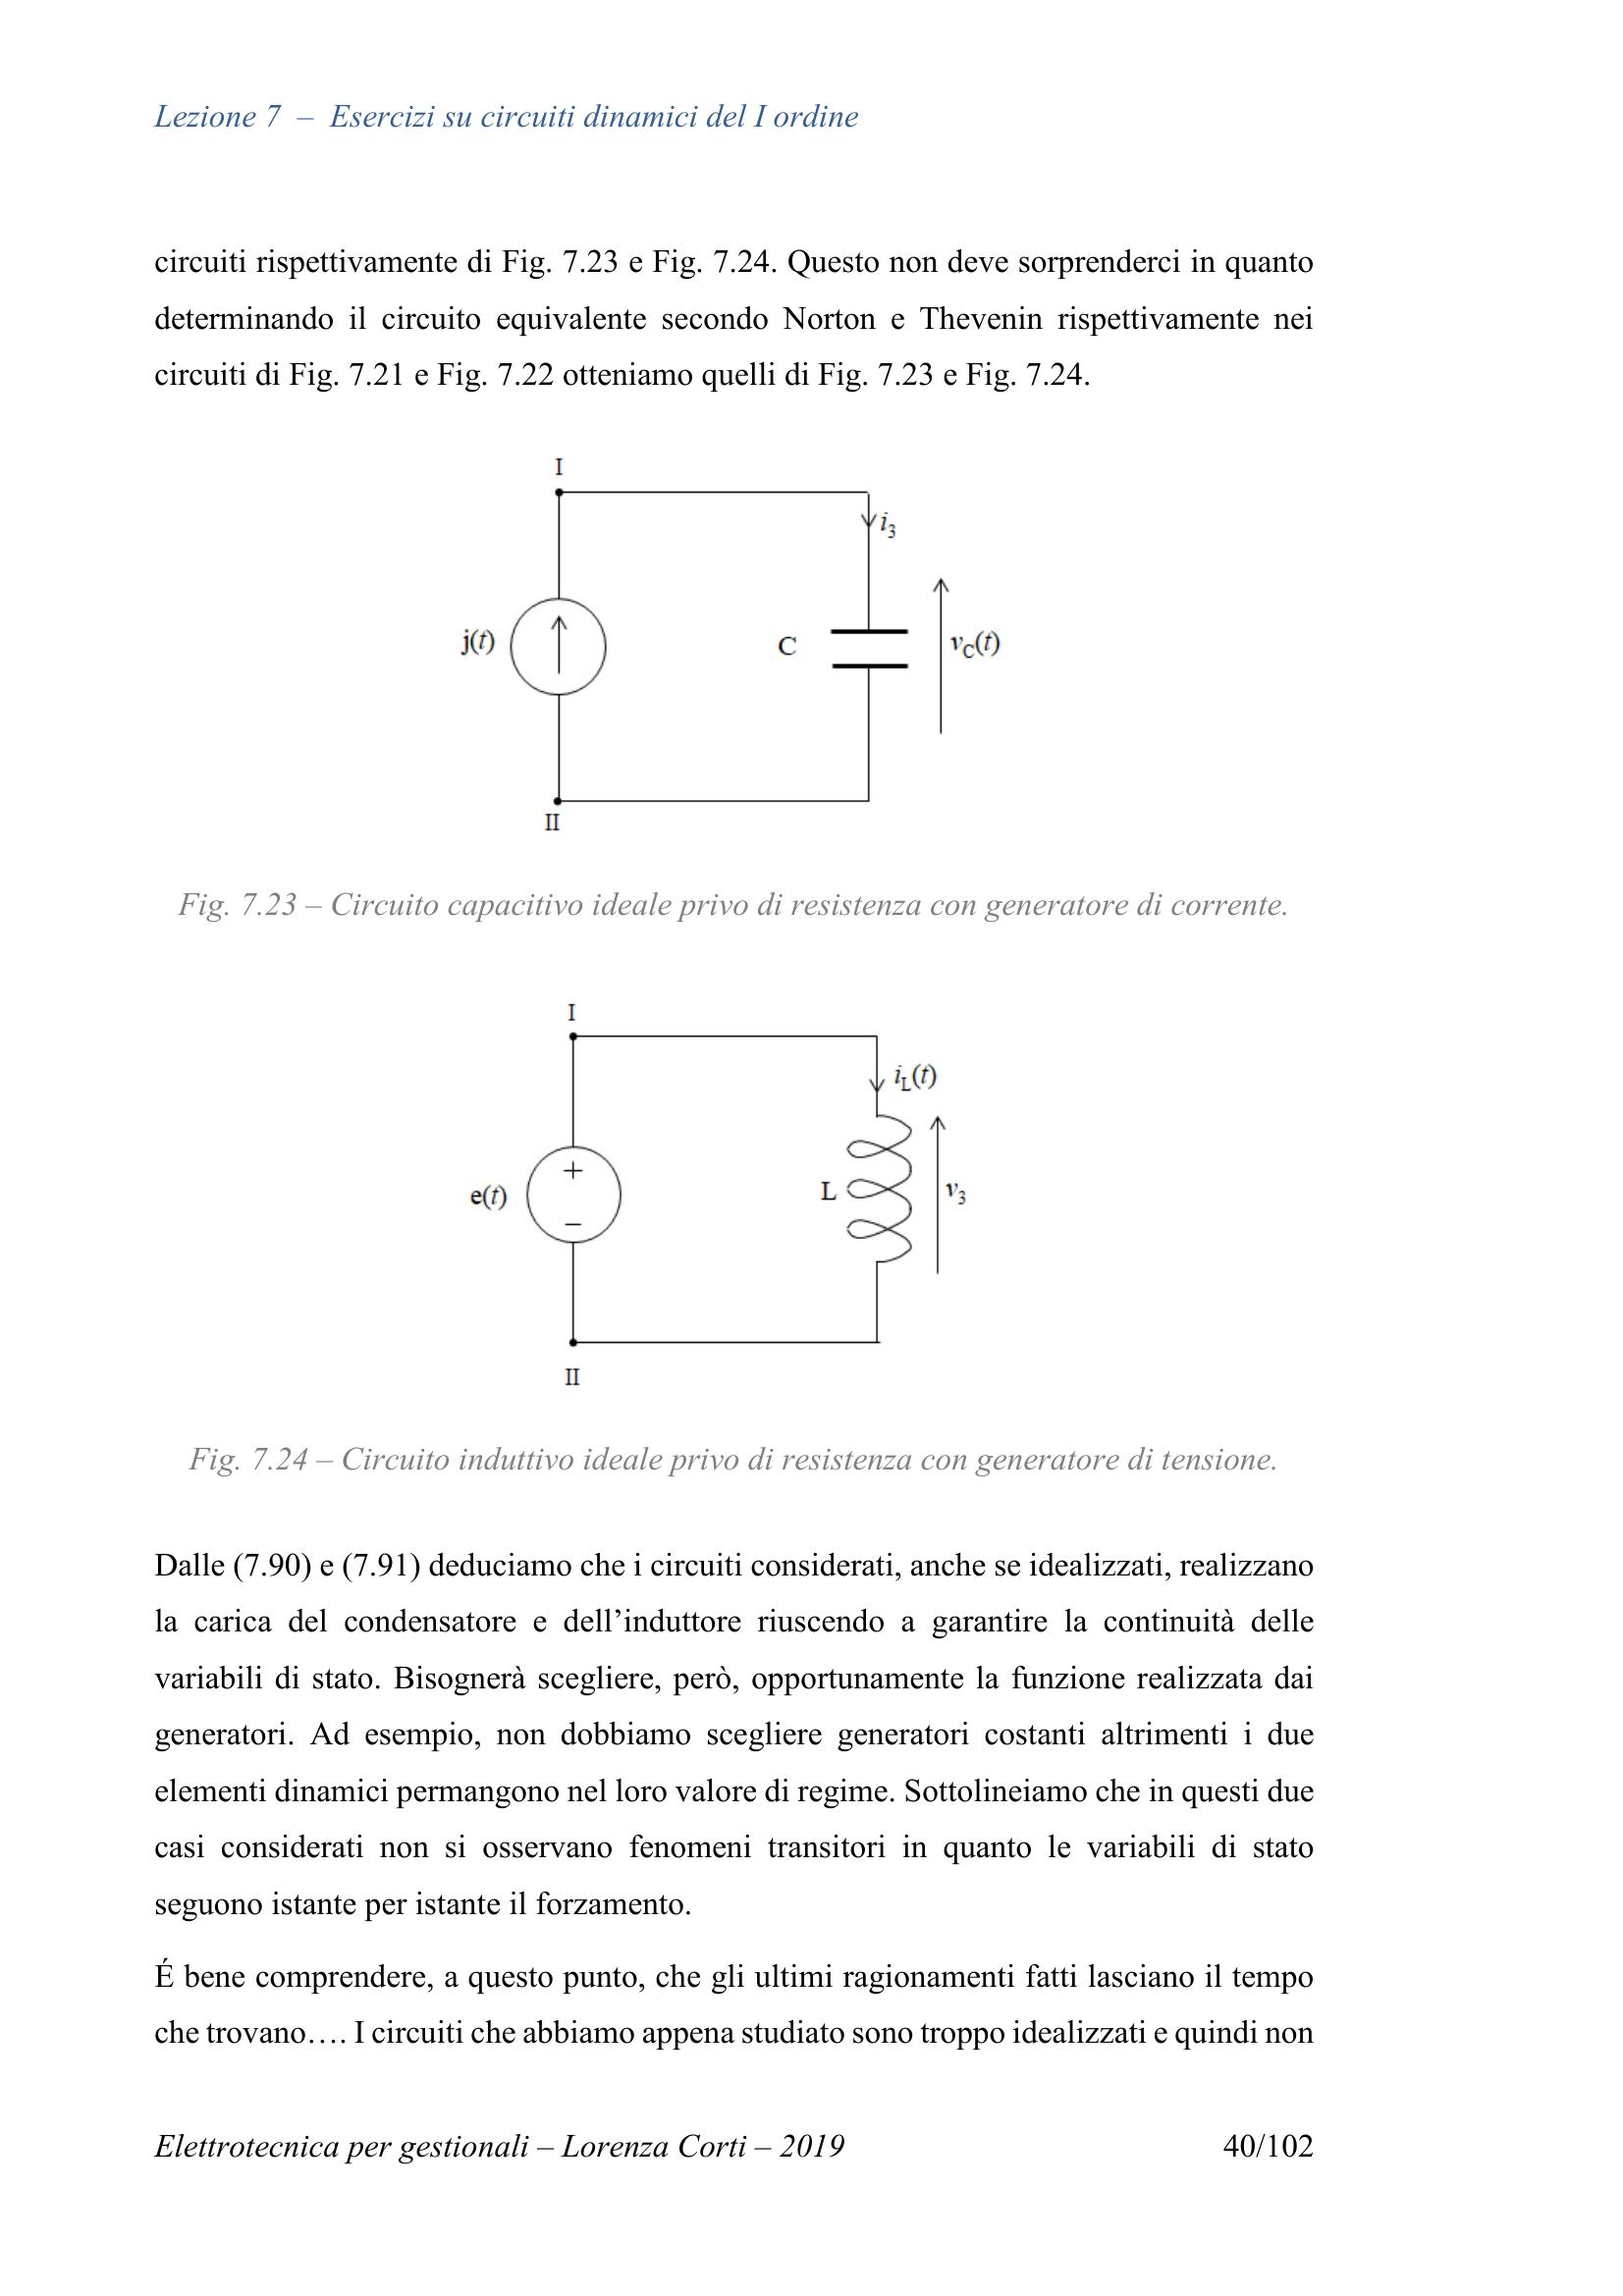 Lezione 7 – Esercizi su circuiti dinamici del I ordine
circuiti rispettivamente di Fig. 7.23 e Fig. 7.24. Questo non deve sorprenderci in quanto
determinando il circuito equivalente secondo Norton e Thevenin rispettivamente nei
circuiti di Fig. 7.21 e Fig. 7.22 otteniamo quelli di Fig. 7.23 e Fig. 7.24.
I
i3
j(t)
C
vC(t)
II
Fig. 7.23 – Circuito capacitivo ideale privo di resistenza con generatore di corrente.
I
iL(t)
+
e(t)
L
v3
–
II
Fig. 7.24 – Circuito induttivo ideale privo di resistenza con generatore di tensione.
Dalle (7.90) e (7.91) deduciamo che i circuiti considerati, anche se idealizzati, realizzano
la carica del condensatore e dell’induttore riuscendo a garantire la continuità delle
variabili di stato. Bisognerà scegliere, però, opportunamente la funzione realizzata dai
generatori. Ad esempio, non dobbiamo scegliere generatori costanti altrimenti i due
elementi dinamici permangono nel loro valore di regime. Sottolineiamo che in questi due
casi considerati non si osservano fenomeni transitori in quanto le variabili di stato
seguono istante per istante il forzamento.
É bene comprendere, a questo punto, che gli ultimi ragionamenti fatti lasciano il tempo
che trovano…. I circuiti che abbiamo appena studiato sono troppo idealizzati e quindi non
Elettrotecnica per gestionali – Lorenza Corti – 2019
40/102